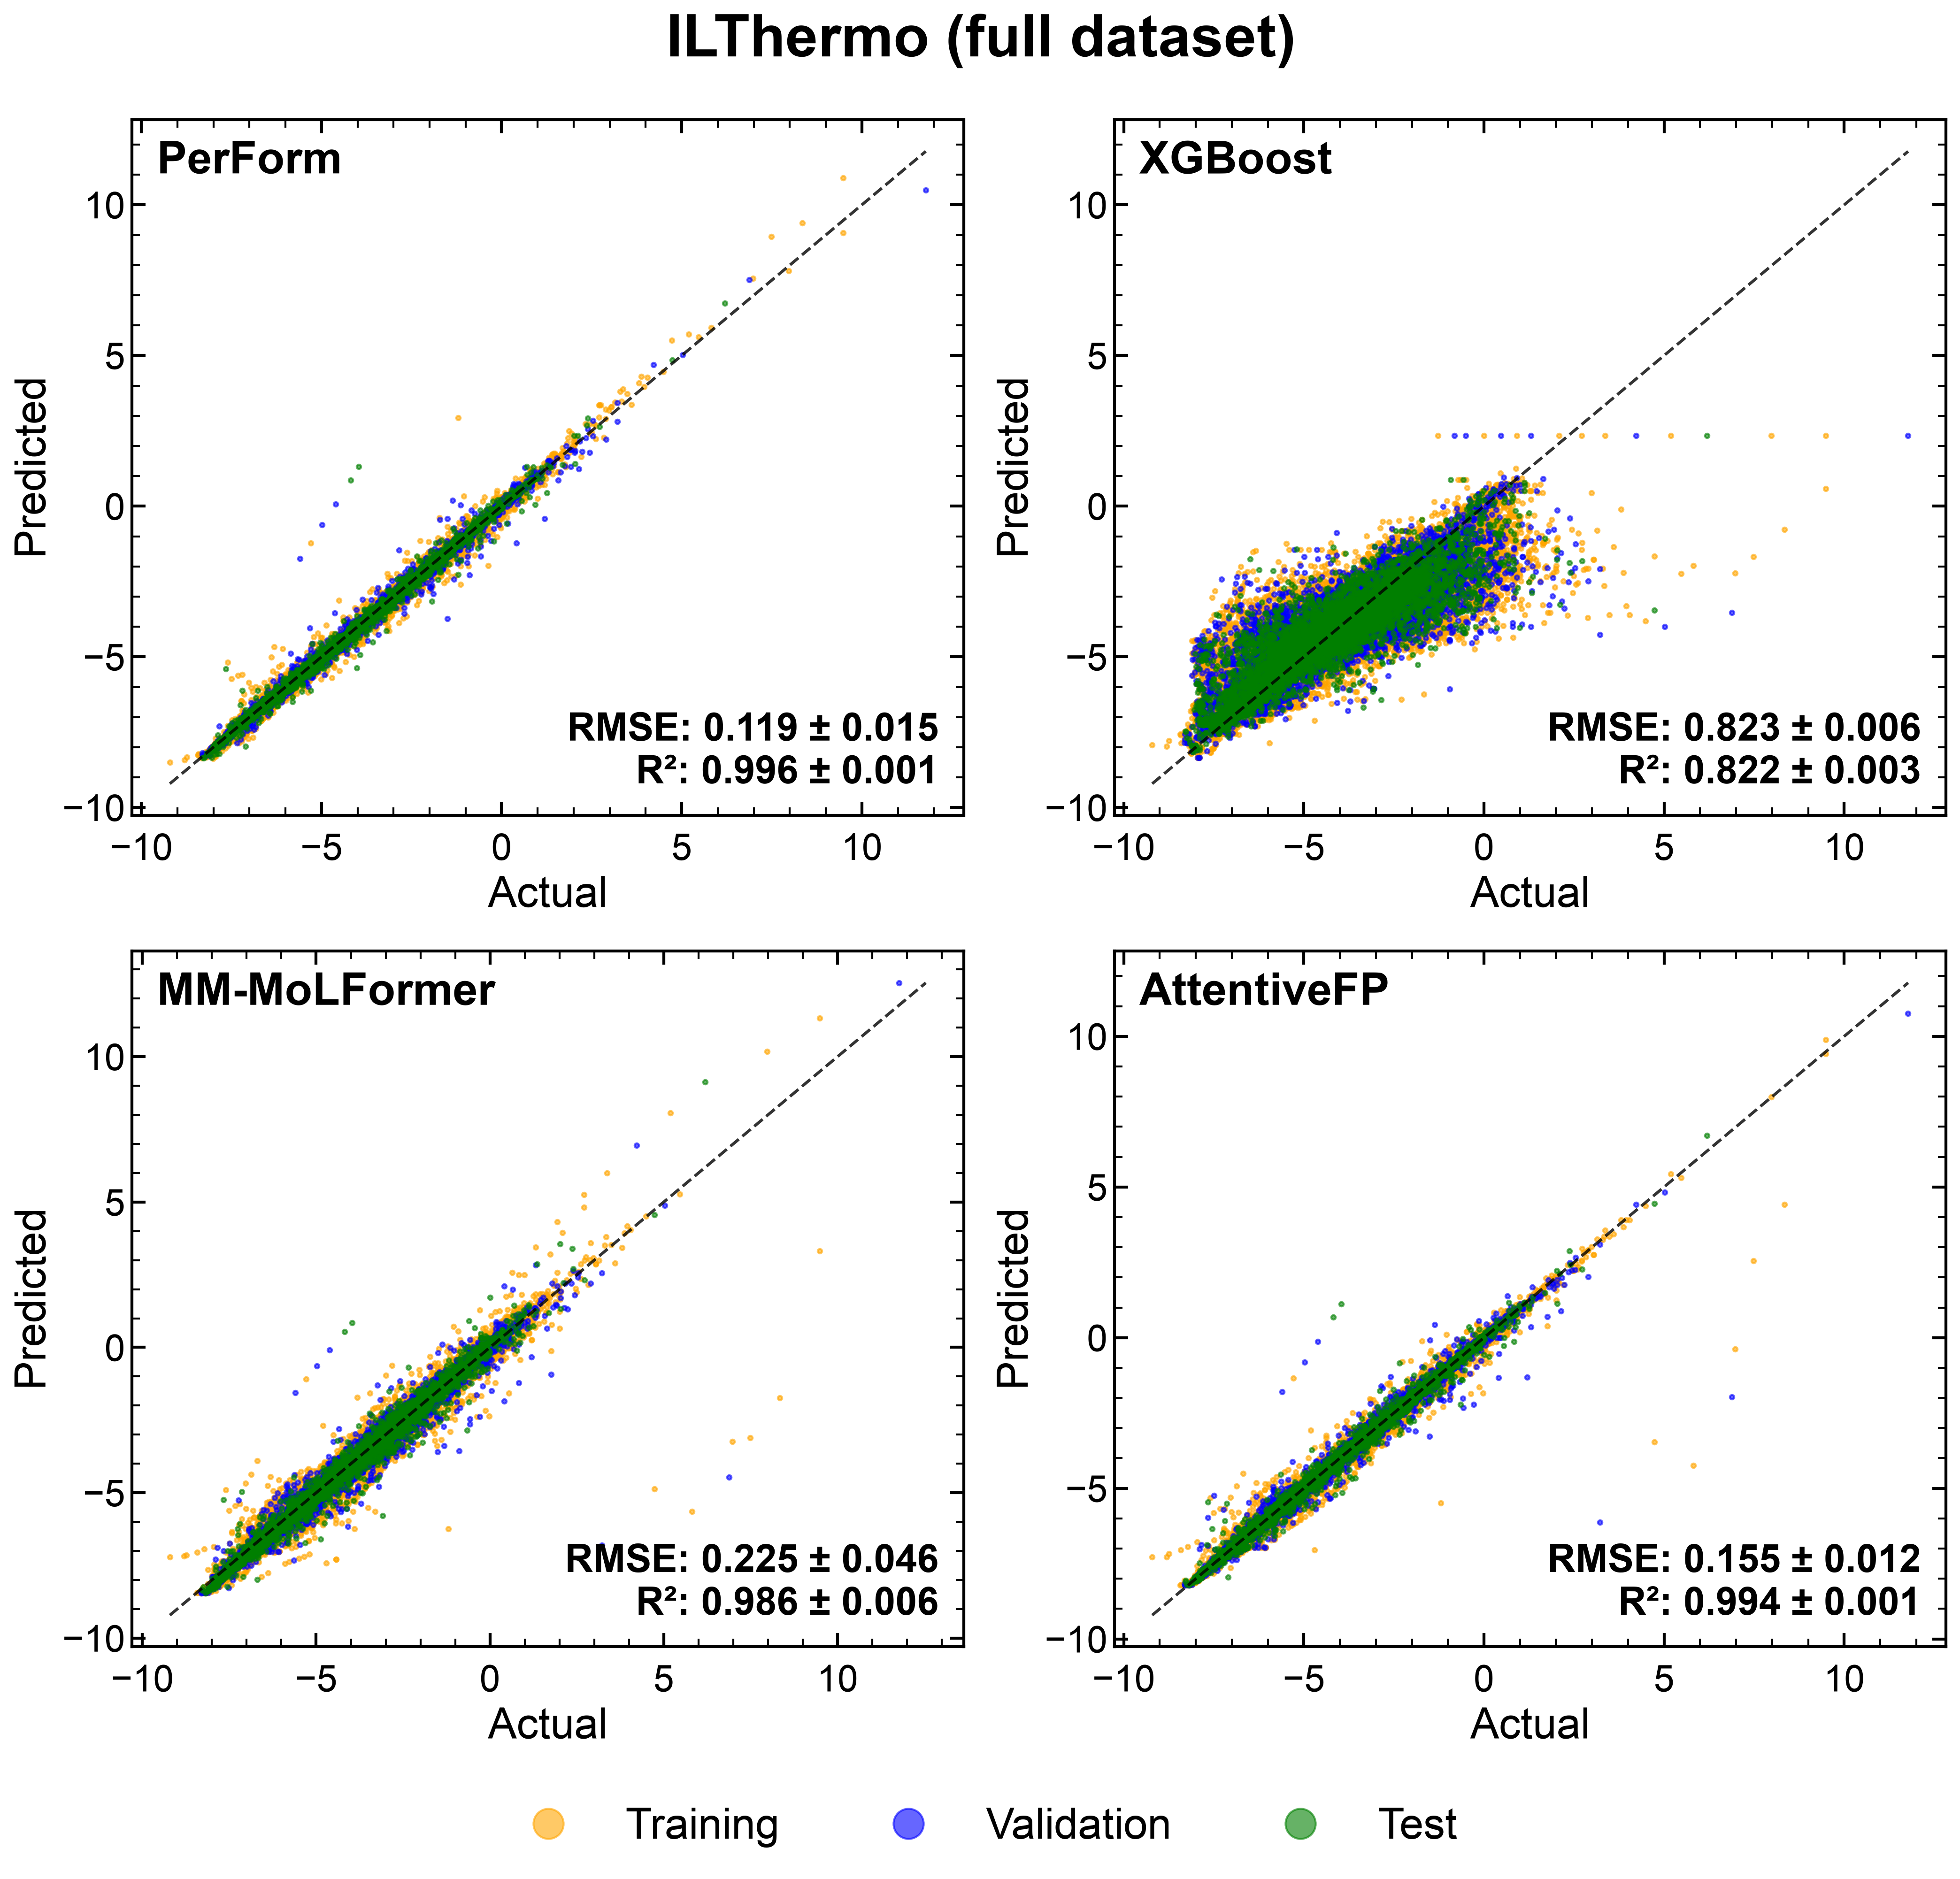 ILThermo (full dataset)
PerForm
10
5
0
−5
−10
Predicted
RMSE: 0.119 ± 0.015
R²: 0.996 ± 0.001
−10 −5 0 5 10
Actual
XGBoost
10
5
0
−5
−10
Predicted
RMSE: 0.823 ± 0.006
R²: 0.822 ± 0.003
−10 −5 0 5 10
Actual
MM-MoLFormer
10
5
0
−5
−10
Predicted
RMSE: 0.225 ± 0.046
R²: 0.986 ± 0.006
−10 −5 0 5 10
Actual
AttentiveFP
10
5
0
−5
−10
Predicted
RMSE: 0.155 ± 0.012
R²: 0.994 ± 0.001
−10 −5 0 5 10
Actual
Training Validation Test